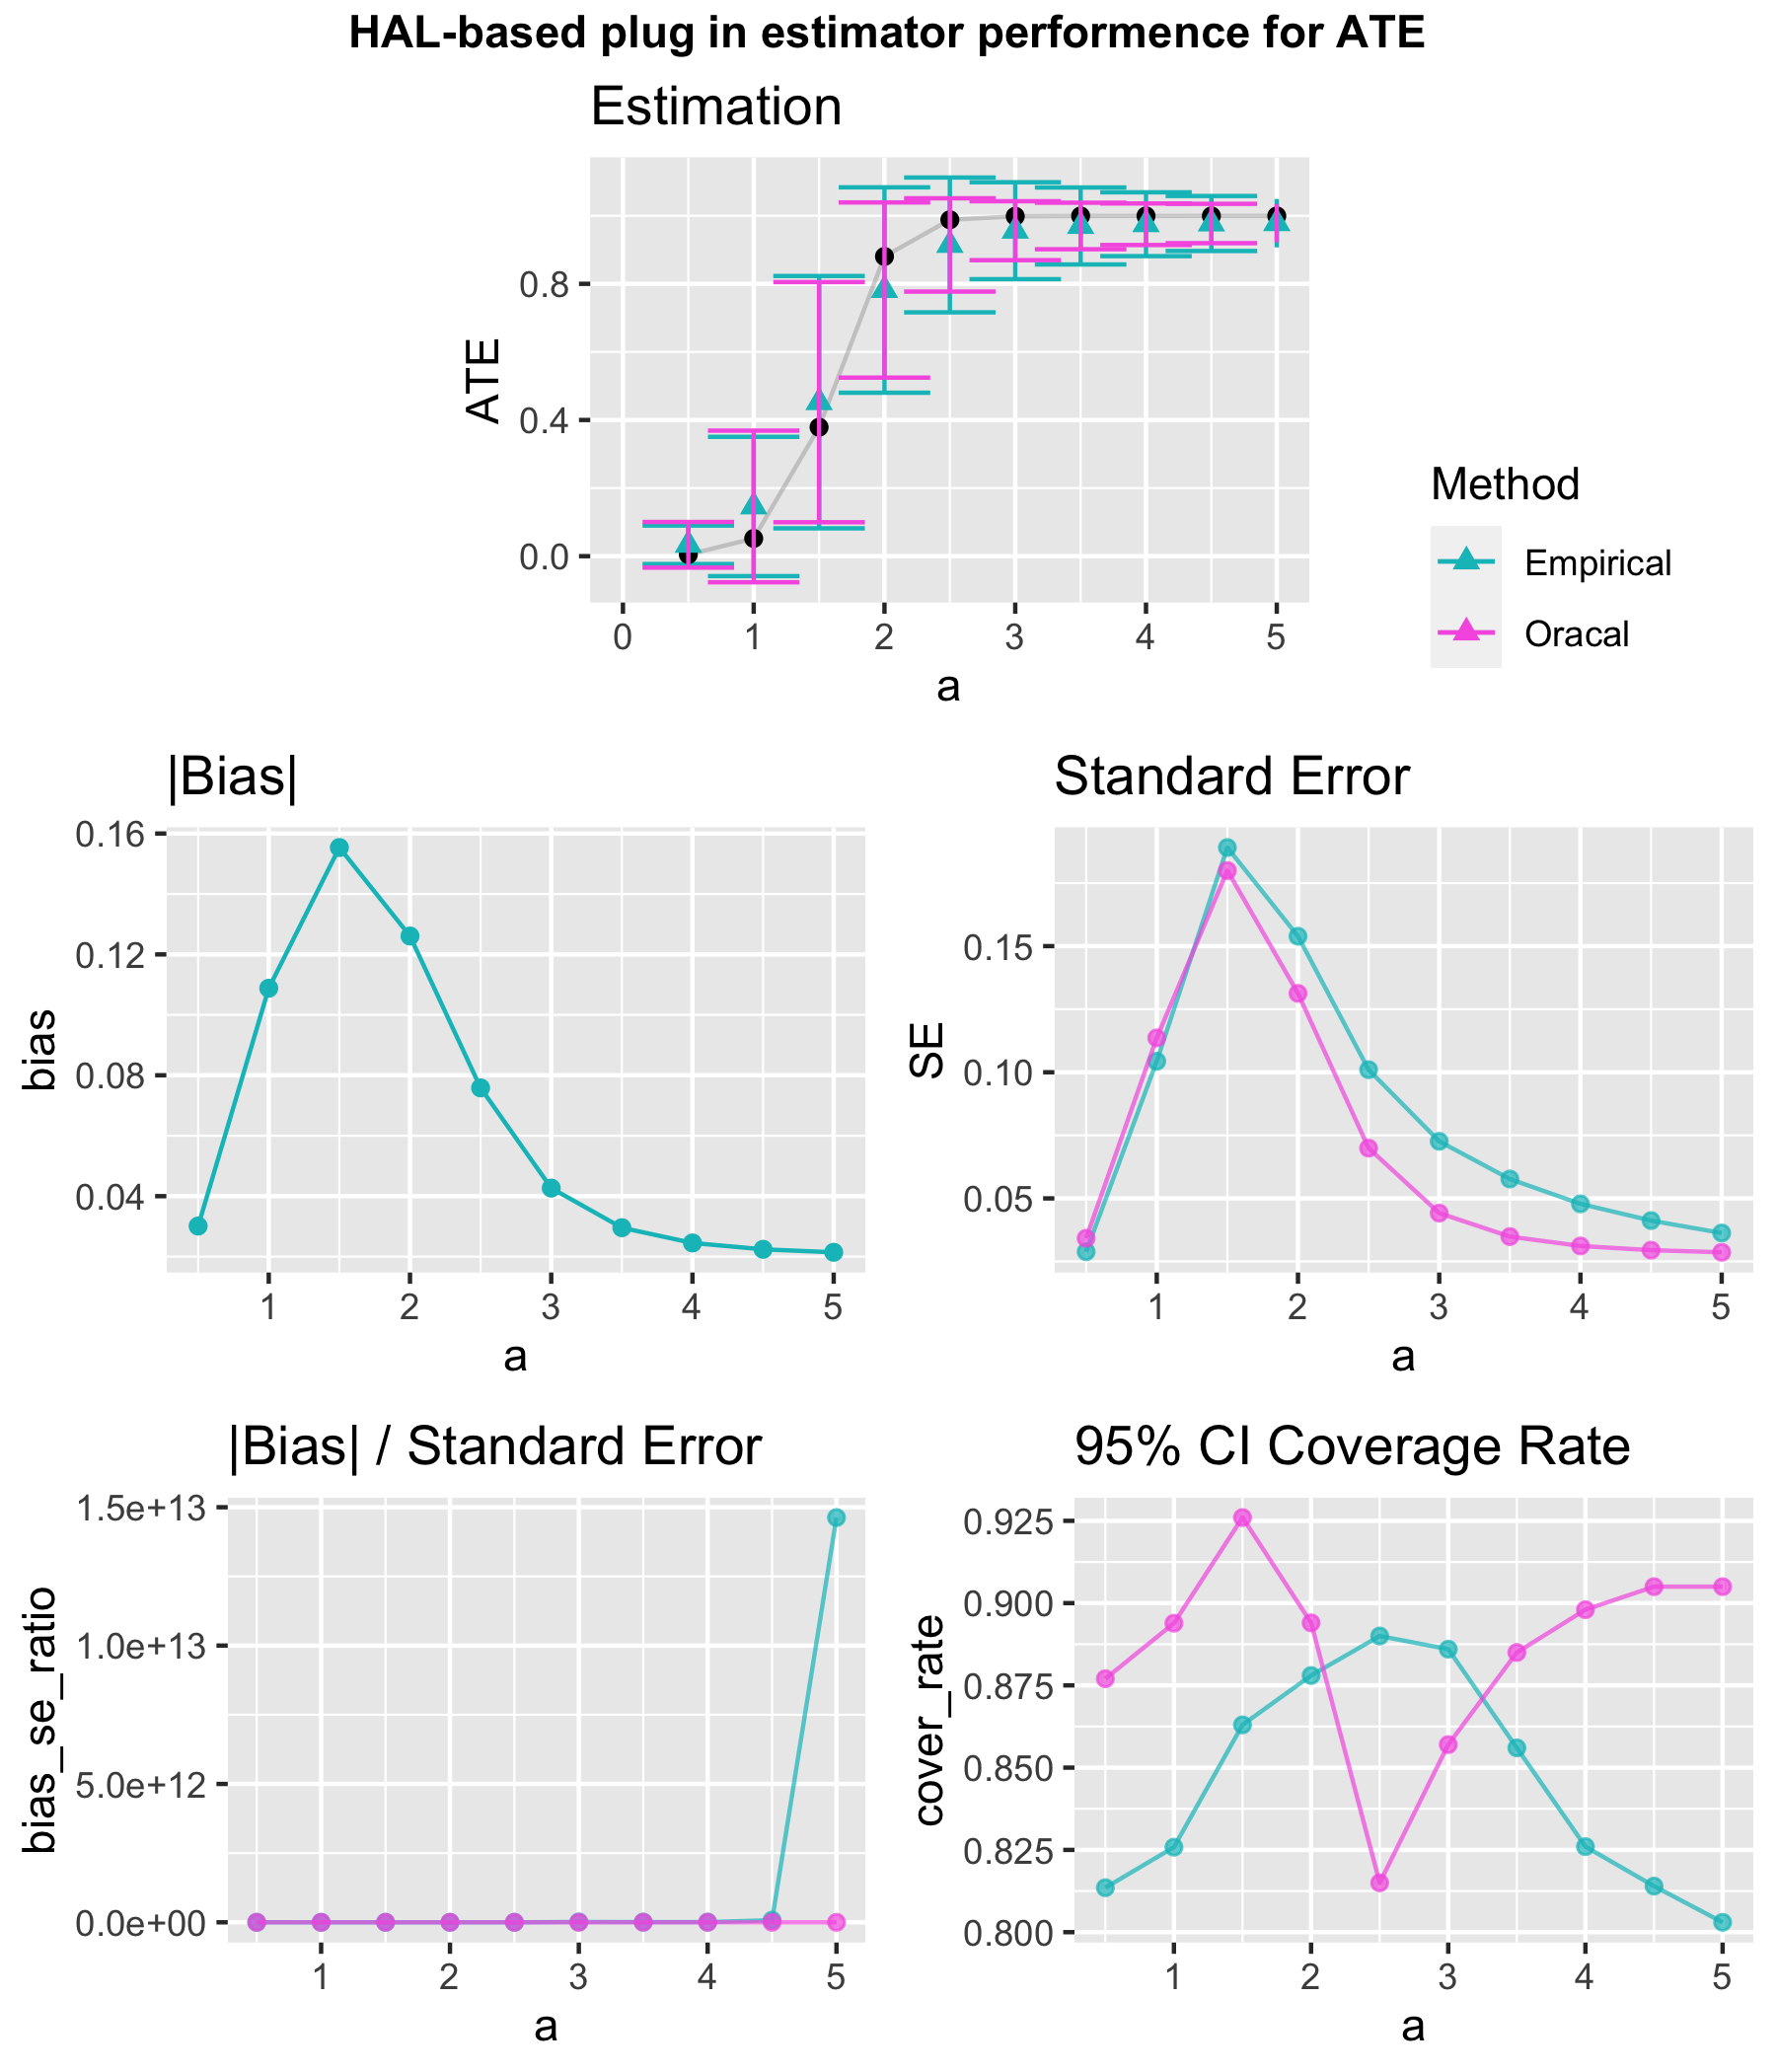 HAL-based plug in estimator performence for ATE
Estimation
ATE
0.8
0.4
0.0
0 1 2 3 4 5
a
Method
Empirical
Oracal
|Bias|
bias
0.16
0.12
0.08
0.04
1 2 3 4 5
a
Standard Error
SE
0.15
0.10
0.05
1 2 3 4 5
a
|Bias| / Standard Error
bias_se_ratio
1.5e+13
1.0e+13
5.0e+12
0.0e+00
1 2 3 4 5
a
95% CI Coverage Rate
cover_rate
0.925
0.900
0.875
0.850
0.825
0.800
1 2 3 4 5
a